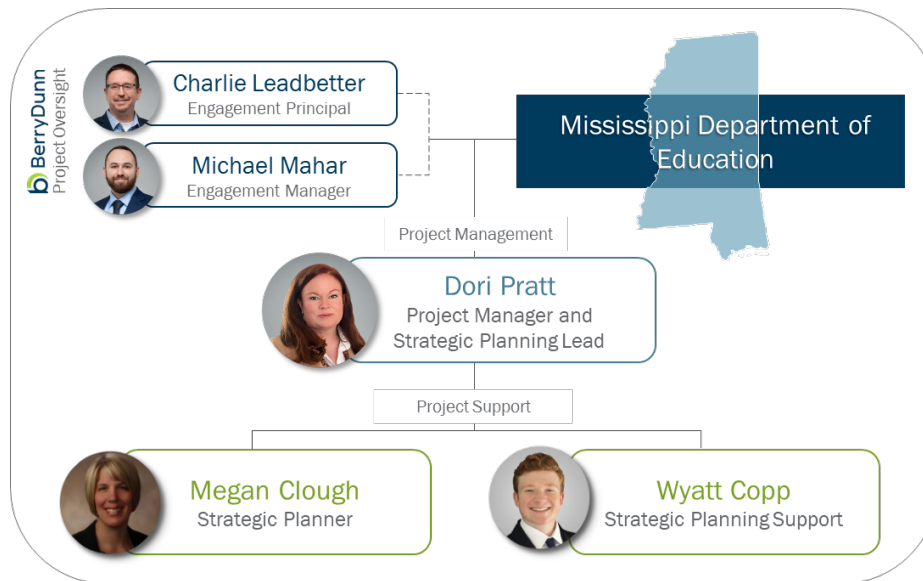 BerryDunn
Project Oversight
Charlie Leadbetter
Engagement Principal
Michael Mahar
Engagement Manager
Mississippi Department of
Education
Project Management
Dori Pratt
Project Manager and
Strategic Planning Lead
Project Support
Megan Clough
Strategic Planner
Wyatt Copp
Strategic Planning Support